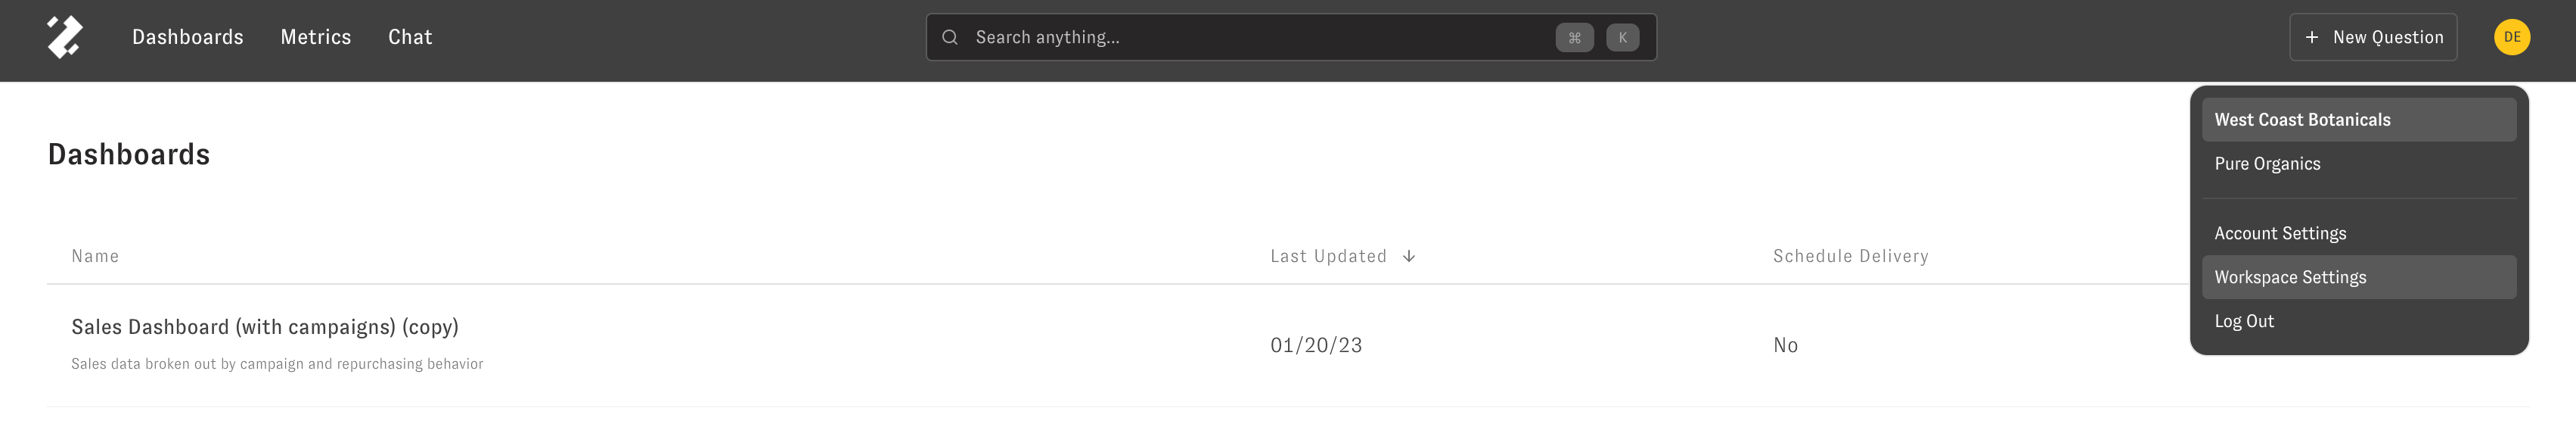 Dashboards Metrics Chat Search anything... ⌘ K + New Question DE
West Coast Botanicals
Pure Organics
Account Settings
Workspace Settings
Log Out
Dashboards
Name Last Updated ↓ Schedule Delivery
Sales Dashboard (with campaigns) (copy)
Sales data broken out by campaign and repurchasing behavior
01/20/23 No